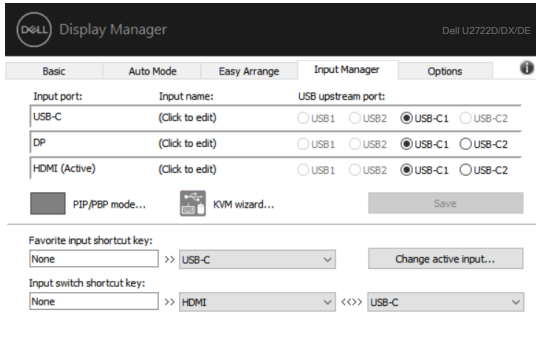 DELL Display Manager Dell U2722D/DX/DE
Basic Auto Mode Easy Arrange Input Manager Options i
Input port: Input name: USB upstream port:
USB-C (Click to edit) USB1 USB2 USB-C1 USB-C2
DP (Click to edit) USB1 USB2 USB-C1 USB-C2
HDMI (Active) (Click to edit) USB1 USB2 USB-C1 USB-C2
PIP/PBP mode... KVM wizard... Save
Favorite input shortcut key:
None >> USB-C Change active input...
Input switch shortcut key:
None >> HDMI <<>> USB-C